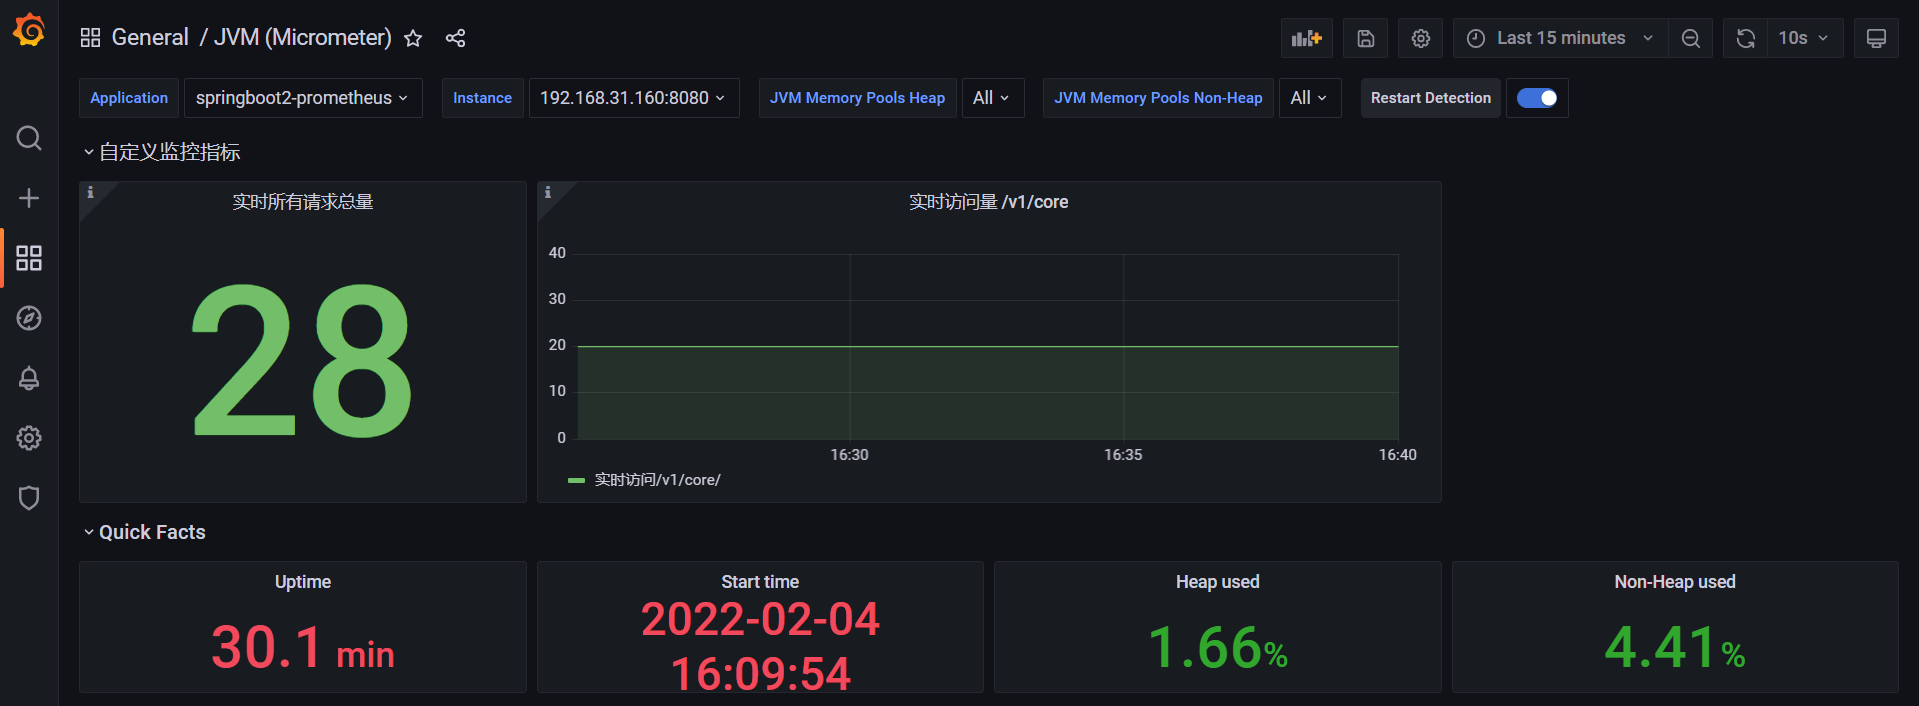 General / JVM (Micrometer)
Last 15 minutes
10s
Application springboot2-prometheus Instance 192.168.31.160:8080 JVM Memory Pools Heap All JVM Memory Pools Non-Heap All Restart Detection
自定义监控指标
实时所有请求总量
28
实时访问量 /v1/core
40
30
20
10
0
16:30 16:35 16:40
实时访问/v1/core/
Quick Facts
Uptime
30.1 min
Start time
2022-02-04
16:09:54
Heap used
1.66%
Non-Heap used
4.41%